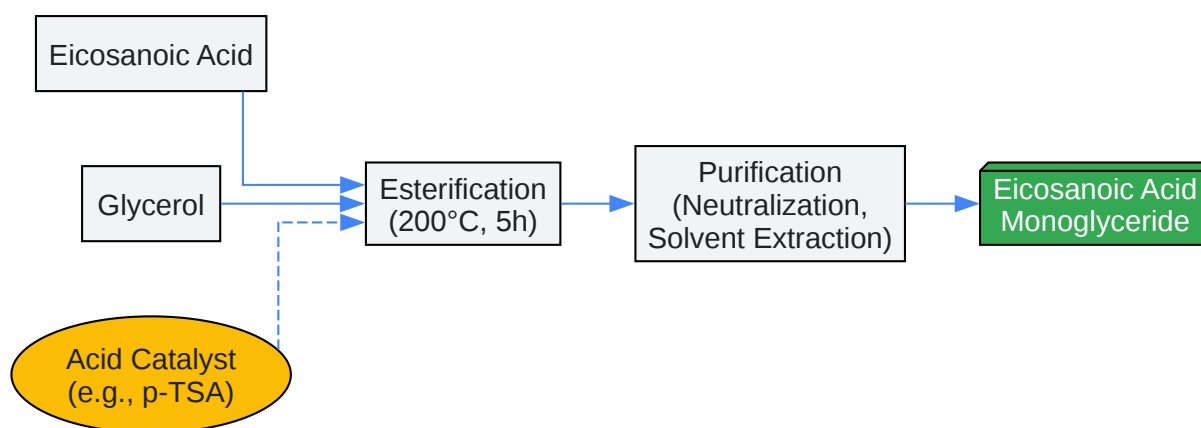 Eicosanoic Acid
Glycerol
Acid Catalyst
(e.g., p-TSA)
Esterification
(200°C, 5h)
Purification
(Neutralization,
Solvent Extraction)
Eicosanoic Acid
Monoglyceride